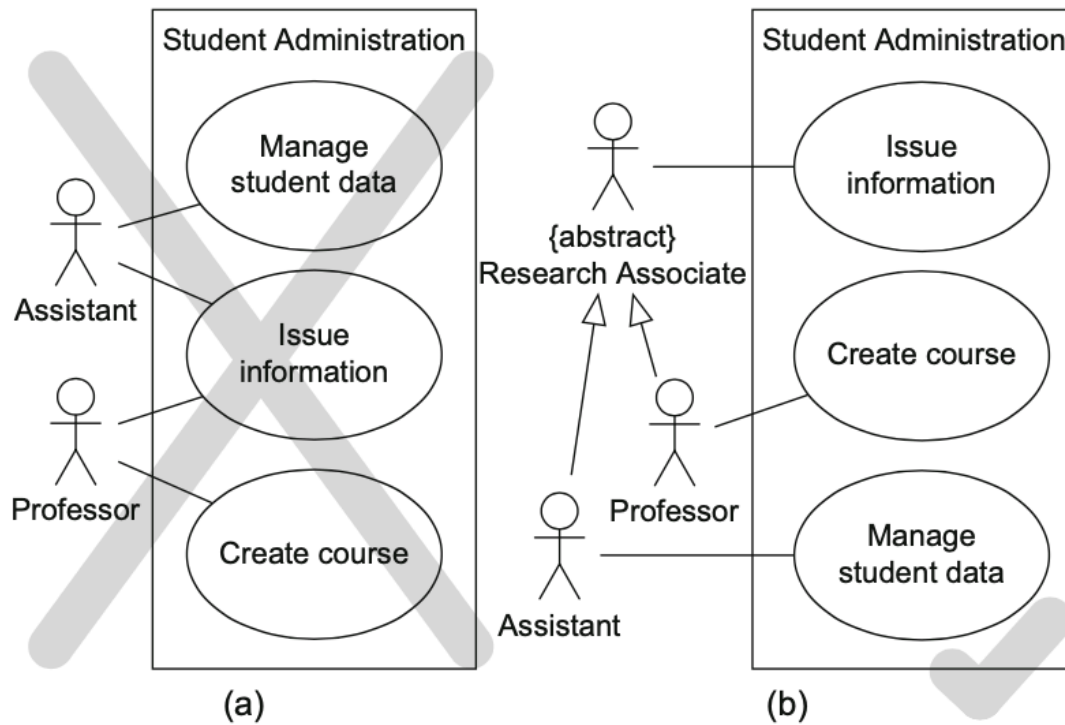 Student Administration
Manage
student data
Assistant
Issue
information
Professor
Create course
(a)
Student Administration
Issue
information
{abstract}
Research Associate
Create course
Professor
Manage
student data
Assistant
(b)